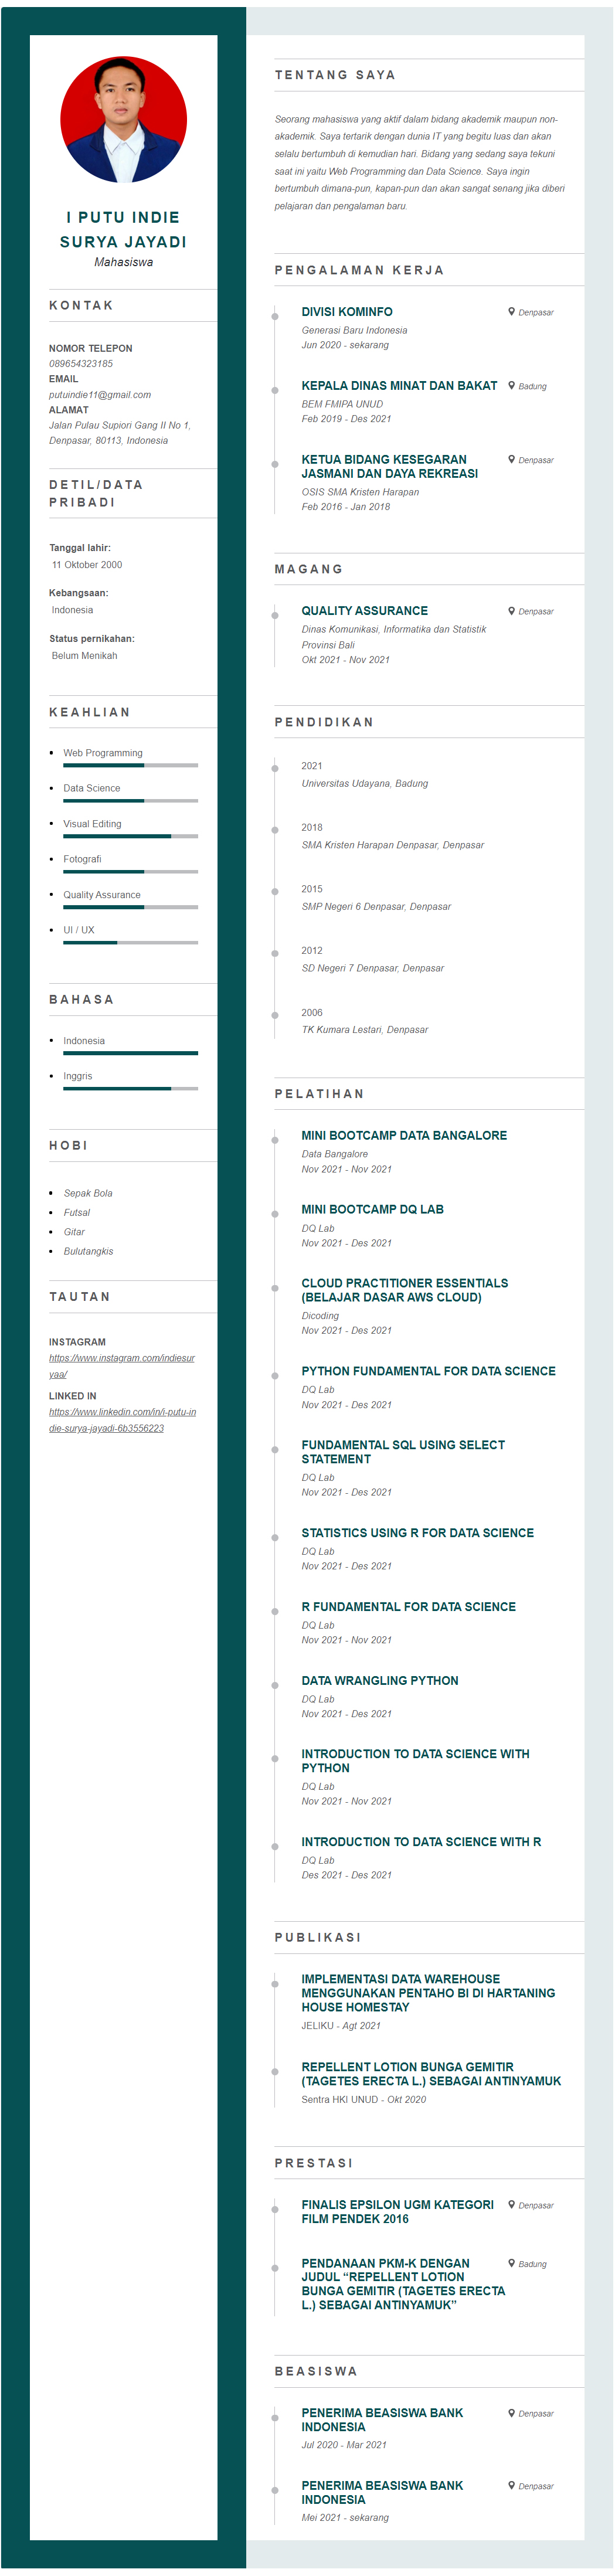 I PUTU INDIE
SURYA JAYADI
Mahasiswa
KONTAK
NOMOR TELEPON
089654323185
EMAIL
putuindie11@gmail.com
ALAMAT
Jalan Pulau Supiori Gang II No 1,
Denpasar, 80113, Indonesia
DETIL/DATA
PRIBADI
Tanggal lahir:
11 Oktober 2000
Kebangsaan:
Indonesia
Status pernikahan:
Belum Menikah
KEAHLIAN
Web Programming
Data Science
Visual Editing
Fotografi
Quality Assurance
UI / UX
BAHASA
Indonesia
Inggris
HOBI
Sepak Bola
Futsal
Gitar
Bulutangkis
TAUTAN
INSTAGRAM
https://www.instagram.com/indiesur
yaa/
LINKED IN
https://www.linkedin.com/in/i-putu-in
die-surya-jayadi-6b3556223
TENTANG SAYA
Seorang mahasiswa yang aktif dalam bidang akademik maupun non-
akademik. Saya tertarik dengan dunia IT yang begitu luas dan akan
selalu bertumbuh di kemudian hari. Bidang yang sedang saya tekuni
saat ini yaitu Web Programming dan Data Science. Saya ingin
bertumbuh dimana-pun, kapan-pun dan akan sangat senang jika diberi
pelajaran dan pengalaman baru.
PENGALAMAN KERJA
DIVISI KOMINFO Denpasar
Generasi Baru Indonesia
Jun 2020 - sekarang
KEPALA DINAS MINAT DAN BAKAT Badung
BEM FMIPA UNUD
Feb 2019 - Des 2021
KETUA BIDANG KESEGARAN Denpasar
JASMANI DAN DAYA REKREASI
OSIS SMA Kristen Harapan
Feb 2016 - Jan 2018
MAGANG
QUALITY ASSURANCE Denpasar
Dinas Komunikasi, Informatika dan Statistik
Provinsi Bali
Okt 2021 - Nov 2021
PENDIDIKAN
2021
Universitas Udayana, Badung
2018
SMA Kristen Harapan Denpasar, Denpasar
2015
SMP Negeri 6 Denpasar, Denpasar
2012
SD Negeri 7 Denpasar, Denpasar
2006
TK Kumara Lestari, Denpasar
PELATIHAN
MINI BOOTCAMP DATA BANGALORE
Data Bangalore
Nov 2021 - Nov 2021
MINI BOOTCAMP DQ LAB
DQ Lab
Nov 2021 - Des 2021
CLOUD PRACTITIONER ESSENTIALS
(BELAJAR DASAR AWS CLOUD)
Dicoding
Nov 2021 - Des 2021
PYTHON FUNDAMENTAL FOR DATA SCIENCE
DQ Lab
Nov 2021 - Des 2021
FUNDAMENTAL SQL USING SELECT
STATEMENT
DQ Lab
Nov 2021 - Des 2021
STATISTICS USING R FOR DATA SCIENCE
DQ Lab
Nov 2021 - Des 2021
R FUNDAMENTAL FOR DATA SCIENCE
DQ Lab
Nov 2021 - Nov 2021
DATA WRANGLING PYTHON
DQ Lab
Nov 2021 - Des 2021
INTRODUCTION TO DATA SCIENCE WITH
PYTHON
DQ Lab
Nov 2021 - Nov 2021
INTRODUCTION TO DATA SCIENCE WITH R
DQ Lab
Des 2021 - Des 2021
PUBLIKASI
IMPLEMENTASI DATA WAREHOUSE
MENGGUNAKAN PENTAHO BI DI HARTANING
HOUSE HOMESTAY
JELIKU - Agt 2021
REPELLENT LOTION BUNGA GEMITIR
(TAGETES ERECTA L.) SEBAGAI ANTINYAMUK
Sentra HKI UNUD - Okt 2020
PRESTASI
FINALIS EPSILON UGM KATEGORI Denpasar
FILM PENDEK 2016
PENDANAAN PKM-K DENGAN Badung
JUDUL “REPELLENT LOTION
BUNGA GEMITIR (TAGETES ERECTA
L.) SEBAGAI ANTINYAMUK”
BEASISWA
PENERIMA BEASISWA BANK Denpasar
INDONESIA
Jul 2020 - Mar 2021
PENERIMA BEASISWA BANK Denpasar
INDONESIA
Mei 2021 - sekarang